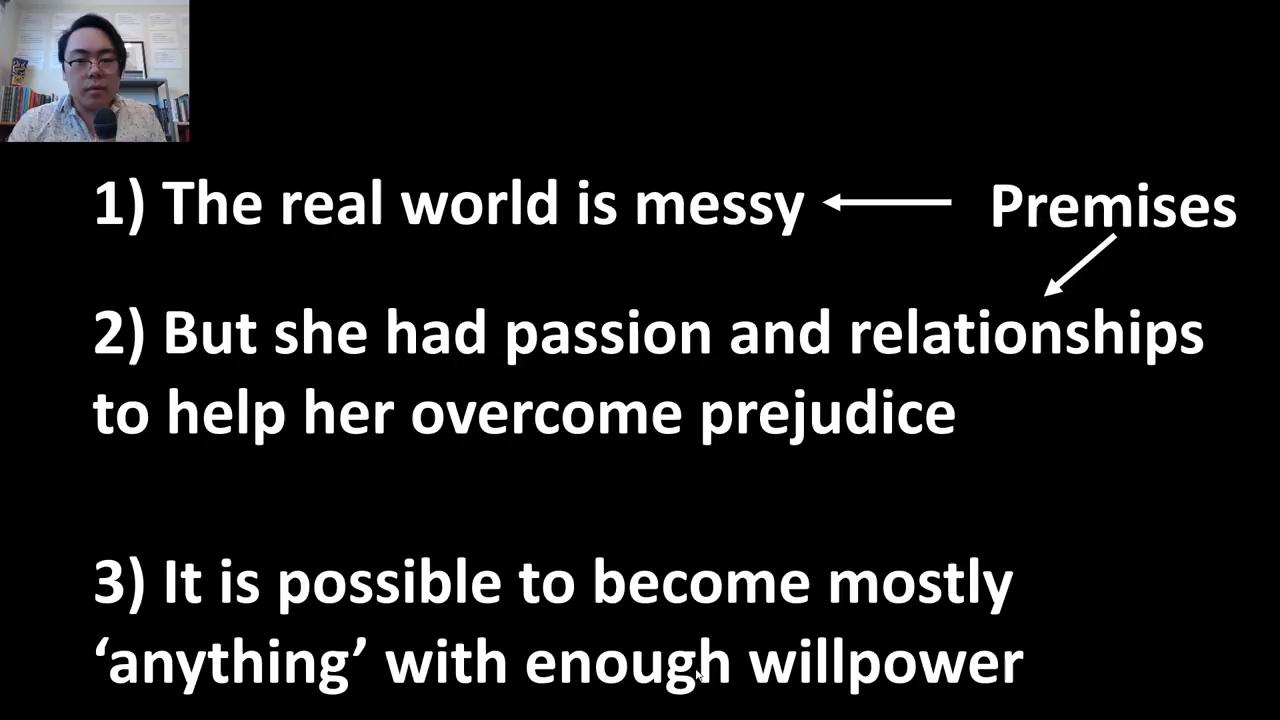 1) The real world is messy
Premises
2) But she had passion and relationships
to help her overcome prejudice
3) It is possible to become mostly
‘anything’ with enough willpower